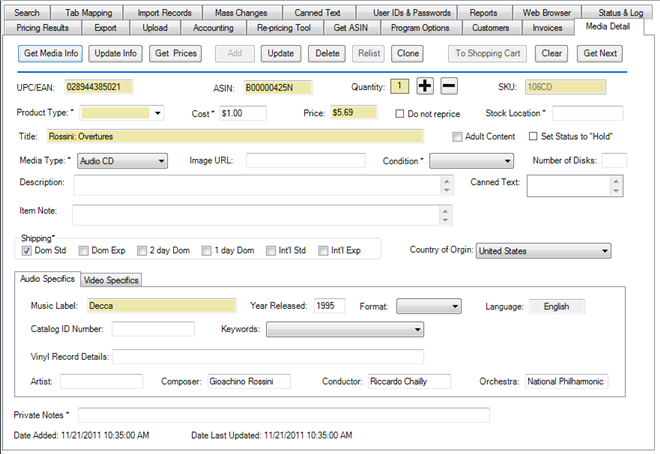 Search Tab Mapping Import Records Mass Changes Canned Text User IDs & Passwords Reports Web Browser Status & Log
Pricing Results Export Upload Accounting Re-pricing Tool Get ASIN Program Options Customers Invoices Media Detail
Get Media Info Update Info Get Prices Add Update Delete Relist Clone To Shopping Cart Clear Get Next
UPC/EAN: 028944385021 ASIN: B00000425N Quantity: 1 SKU: 106CD
Product Type: * Cost * $1.00 Price: $5.69 Do not reprice Stock Location *
Title: Rossini: Overtures Adult Content Set Status to "Hold"
Media Type: * Audio CD Image URL: Condition * Number of Disks:
Description: Canned Text:
Item Note:
Shipping*
Dom Std Dom Exp 2 day Dom 1 day Dom Int'l Std Int'l Exp Country of Orgin: United States
Audio Specifics Video Specifics
Music Label: Decca Year Released: 1995 Format: Language: English
Catalog ID Number: Keywords:
Vinyl Record Details:
Artist: Composer: Gioachino Rossini Conductor: Riccardo Chailly Orchestra: National Philharmonic
Private Notes *
Date Added: 11/21/2011 10:35:00 AM Date Last Updated: 11/21/2011 10:35:00 AM